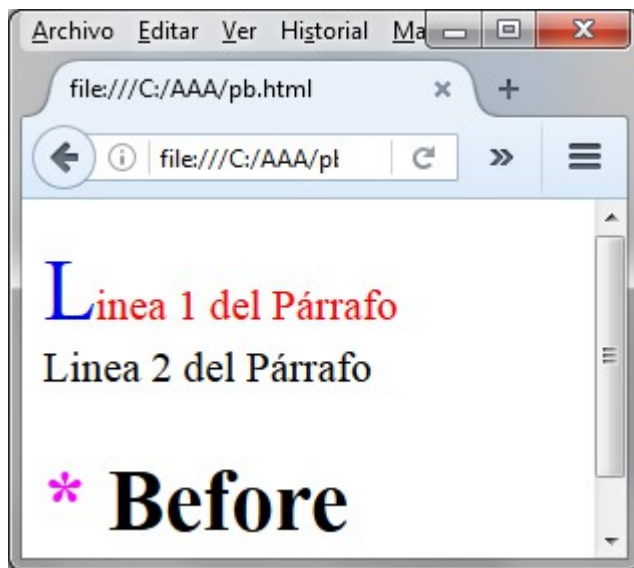 Archivo Editar Ver Historial Ma
file:///C:/AAA/pb.html
file:///C:/AAA/pl
Linea 1 del Párrafo
Linea 2 del Párrafo
* Before